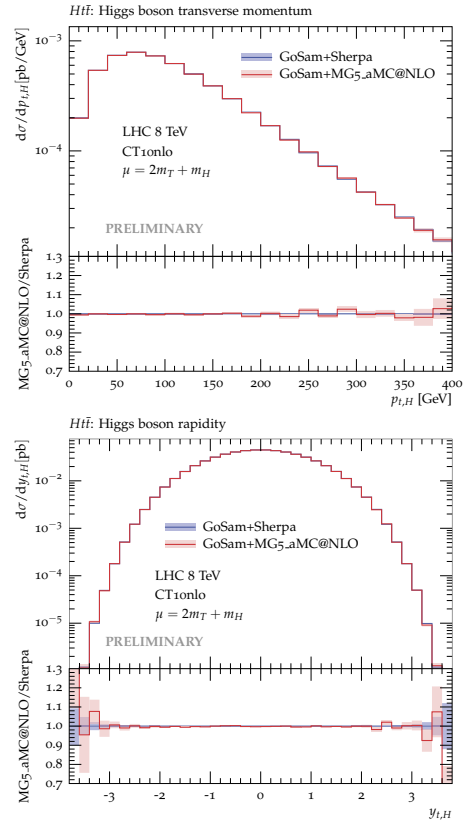 Htt̄: Higgs boson transverse momentum
dσ/dp_{t,H}[pb/GeV]
10⁻³
10⁻⁴
GoSam+Sherpa
GoSam+MG5_aMC@NLO
LHC 8 TeV
CT10nlo
μ = 2m_T + m_H
PRELIMINARY
MG5_aMC@NLO/Sherpa
1.3
1.2
1.1
1.0
0.9
0.8
0.7
0 50 100 150 200 250 300 350 400
p_{t,H} [GeV]
Htt̄: Higgs boson rapidity
dσ/dy_{t,H}[pb]
10⁻²
10⁻³
10⁻⁴
10⁻⁵
GoSam+Sherpa
GoSam+MG5_aMC@NLO
LHC 8 TeV
CT10nlo
μ = 2m_T + m_H
PRELIMINARY
MG5_aMC@NLO/Sherpa
1.3
1.2
1.1
1.0
0.9
0.8
0.7
-3 -2 -1 0 1 2 3
y_{t,H}